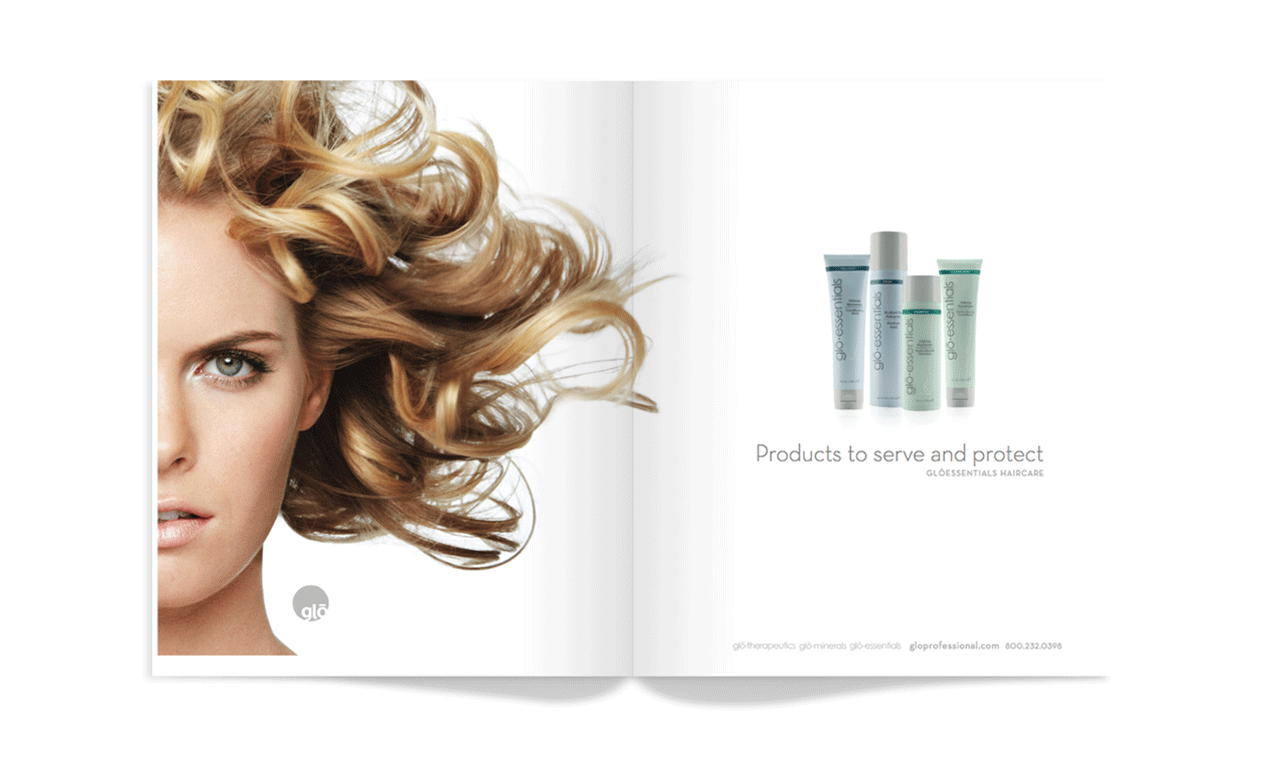 glō
glō·essentials
glō·essentials
glō·essentials
glō·essentials
Products to serve and protect
GLŌESSENTIALS HAIRCARE
glō·therapeutics glō·minerals glō·essentials gloprofessional.com 800.232.0398